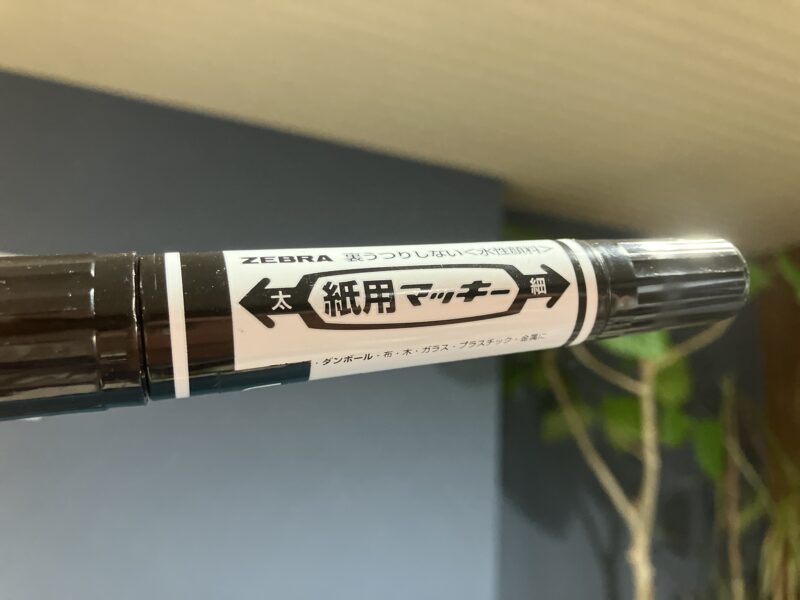 ZEBRA 裏うつりしない<水性顔料>
太 紙用マッキー 細
・ダンボール・布・木・ガラス・プラスチック・金属に